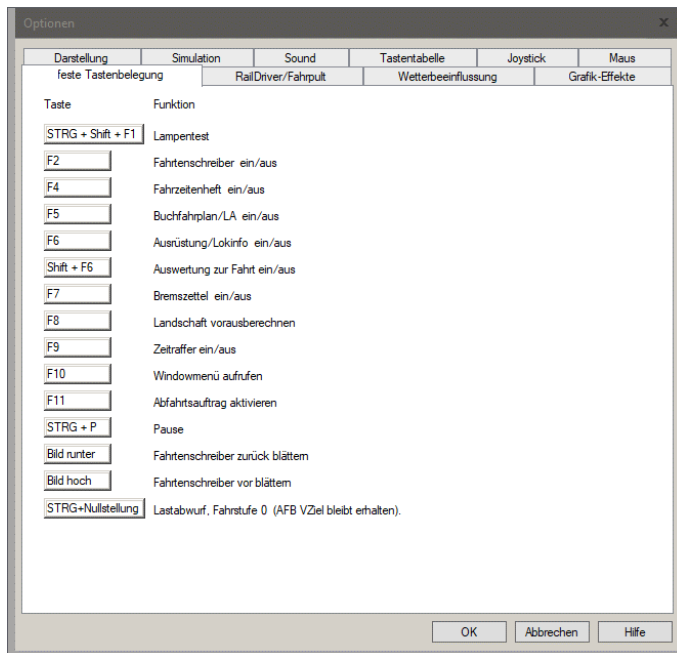 Optionen x
Darstellung Simulation Sound Tastentabelle Joystick Maus
feste Tastenbelegung RailDriver/Fahrpult Wetterbeeinflussung Grafik-Effekte
Taste Funktion
STRG + Shift + F1 Lampentest
F2 Fahrtenschreiber ein/aus
F4 Fahrzeitenheft ein/aus
F5 Buchfahrplan/LA ein/aus
F6 Ausrüstung/Lokinfo ein/aus
Shift + F6 Auswertung zur Fahrt ein/aus
F7 Bremszettel ein/aus
F8 Landschaft vorausberechnen
F9 Zeitraffer ein/aus
F10 Windowmenü aufrufen
F11 Abfahrtsauftrag aktivieren
STRG + P Pause
Bild runter Fahrtenschreiber zurück blättern
Bild hoch Fahrtenschreiber vor blättern
STRG+Nullstellung Lastabwurf, Fahrstufe 0 (AFB VZiel bleibt erhalten).
OK Abbrechen Hilfe